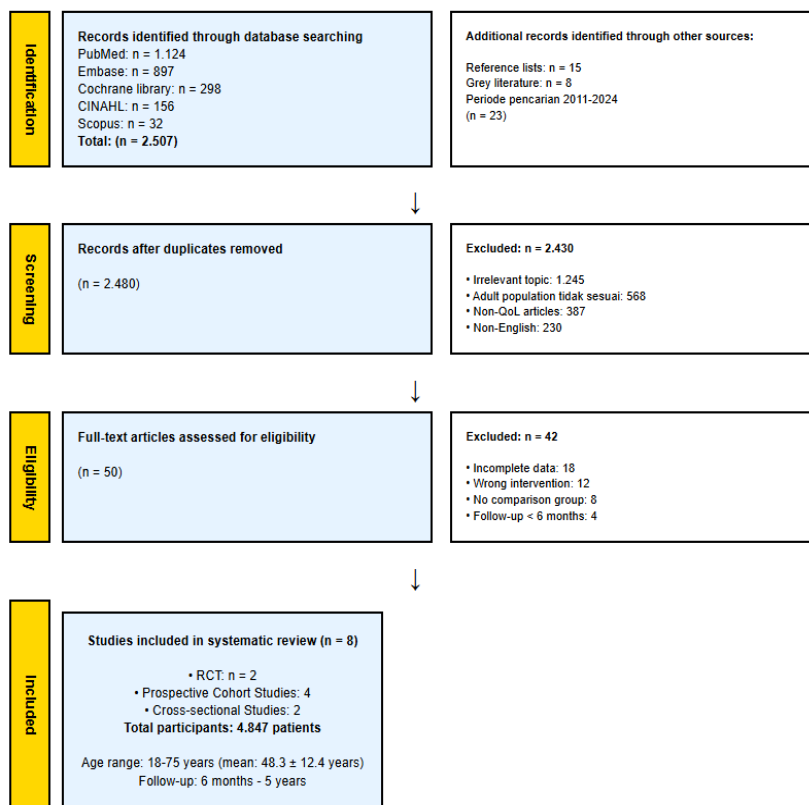 Identification
Records identified through database searching
PubMed: n = 1.124
Embase: n = 897
Cochrane library: n = 298
CINAHL: n = 156
Scopus: n = 32
Total: (n = 2.507)
Additional records identified through other sources:
Reference lists: n = 15
Grey literature: n = 8
Periode pencarian 2011-2024
(n = 23)
↓
Screening
Records after duplicates removed
(n = 2.480)
Excluded: n = 2.430
• Irrelevant topic: 1.245
• Adult population tidak sesuai: 568
• Non-QoL articles: 387
• Non-English: 230
↓
Eligibility
Full-text articles assessed for eligibility
(n = 50)
Excluded: n = 42
• Incomplete data: 18
• Wrong intervention: 12
• No comparison group: 8
• Follow-up < 6 months: 4
↓
Included
Studies included in systematic review (n = 8)
• RCT: n = 2
• Prospective Cohort Studies: 4
• Cross-sectional Studies: 2
Total participants: 4.847 patients
Age range: 18-75 years (mean: 48.3 ± 12.4 years)
Follow-up: 6 months - 5 years